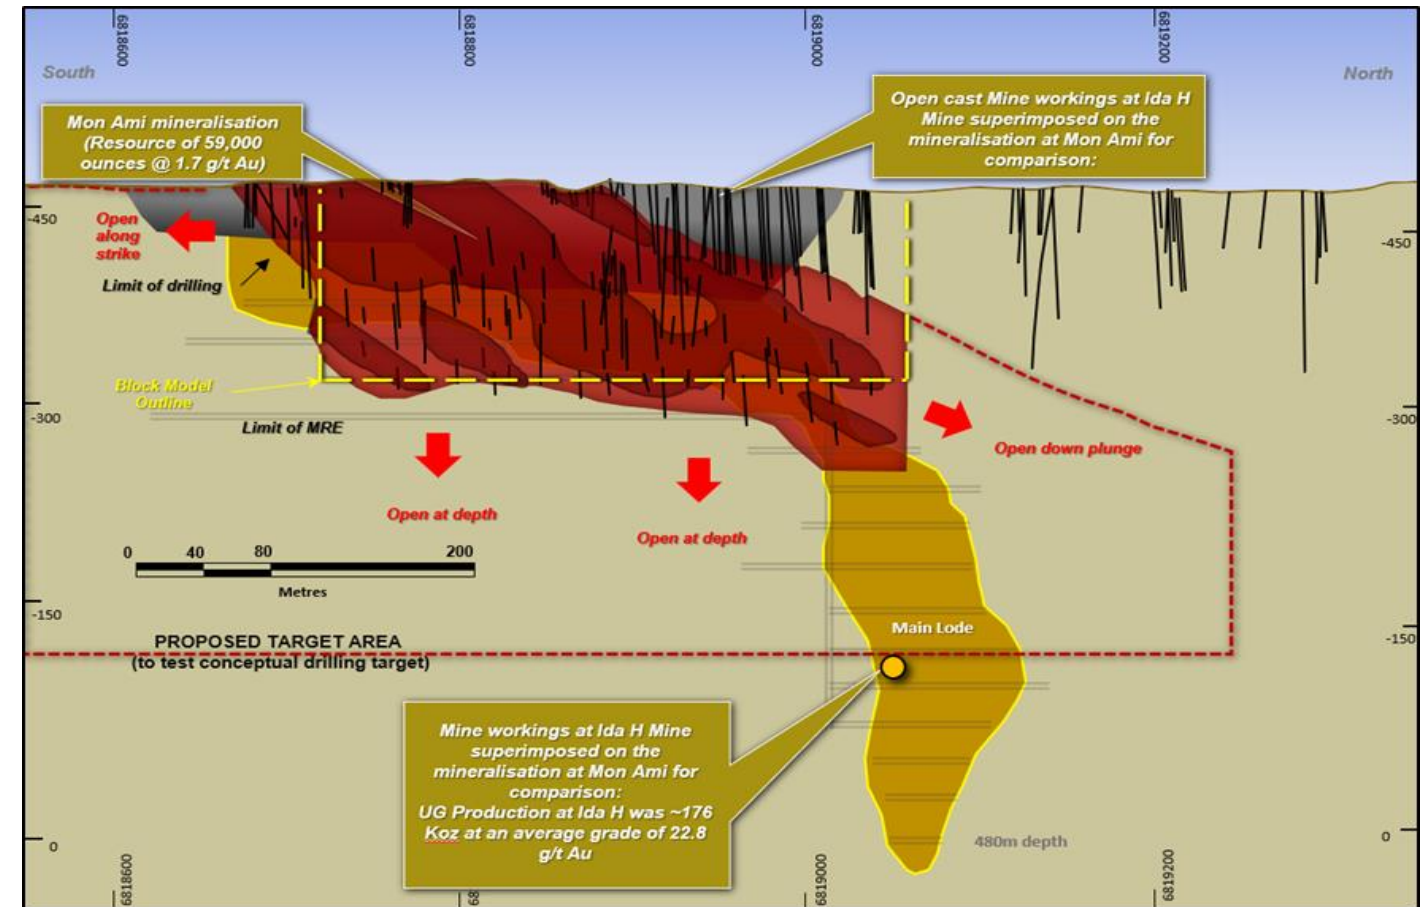 6818600
6818800
6819000
6819200
South
North
Mon Ami mineralisation
(Resource of 59,000
ounces @ 1.7 g/t Au)
Open cast Mine workings at Ida H
Mine superimposed on the
mineralisation at Mon Ami for
comparison:
-450
-450
Open
along
strike
Limit of drilling
Block Model
Outline
-300
-300
Limit of MRE
Open down plunge
Open at depth
Open at depth
0 40 80 200
Metres
-150
-150
Main Lode
PROPOSED TARGET AREA
(to test conceptual drilling target)
Mine workings at Ida H Mine
superimposed on the
mineralisation at Mon Ami for
comparison:
UG Production at Ida H was ~176
Koz at an average grade of 22.8
g/t Au
480m depth
0
0
6818600
68
6819000
6819200